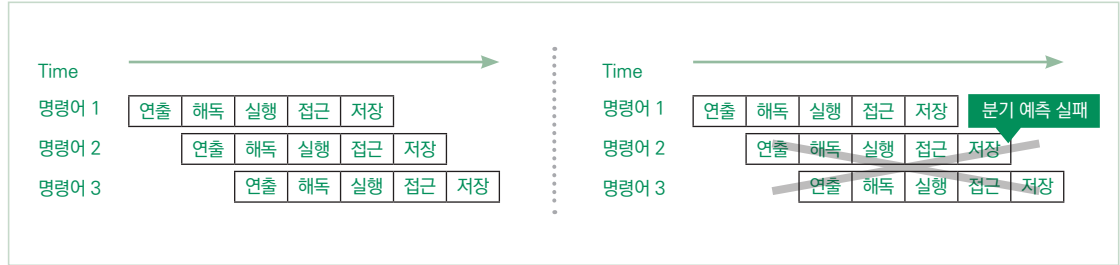 Time
명령어 1 연출 해독 실행 접근 저장
명령어 2 연출 해독 실행 접근 저장
명령어 3 연출 해독 실행 접근 저장
Time
명령어 1 연출 해독 실행 접근 저장 분기 예측 실패
명령어 2 연출 해독 실행 접근 저장
명령어 3 연출 해독 실행 접근 저장